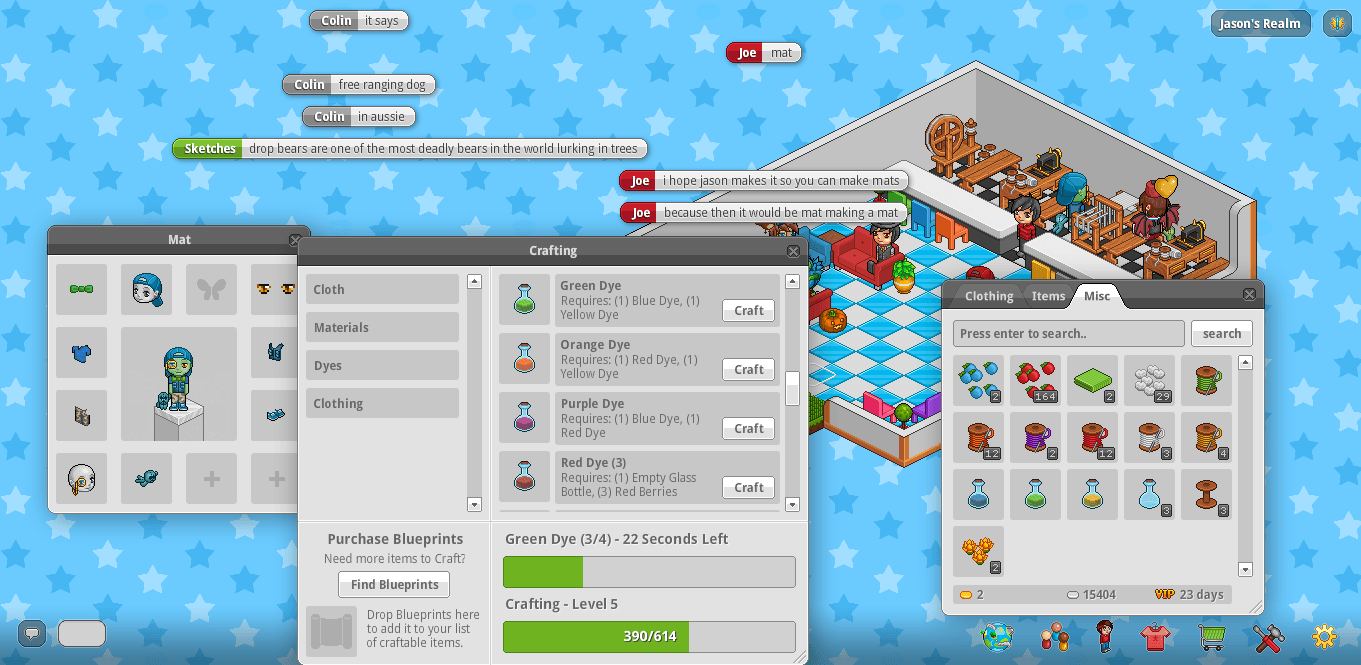 Colin it says
Jason's Realm
Joe mat
Colin free ranging dog
Colin in aussie
Sketches drop bears are one of the most deadly bears in the world lurking in trees
Joe i hope jason makes it so you can make mats
Joe because then it would be mat making a mat
Mat
Crafting
Cloth
Materials
Dyes
Clothing
Green Dye
Requires: (1) Blue Dye, (1)
Yellow Dye
Craft
Orange Dye
Requires: (1) Red Dye, (1)
Yellow Dye
Craft
Purple Dye
Requires: (1) Blue Dye, (1)
Red Dye
Craft
Red Dye (3)
Requires: (1) Empty Glass
Bottle, (3) Red Berries
Craft
Purchase Blueprints
Need more items to Craft?
Find Blueprints
Drop Blueprints here
to add it to your list
of craftable items.
Green Dye (3/4) - 22 Seconds Left
Crafting - Level 5
390/614
Clothing Items Misc
Press enter to search..
search
2 164 2 29
12 2 12 3 4
3 3
2
2 15404 VIP 23 days